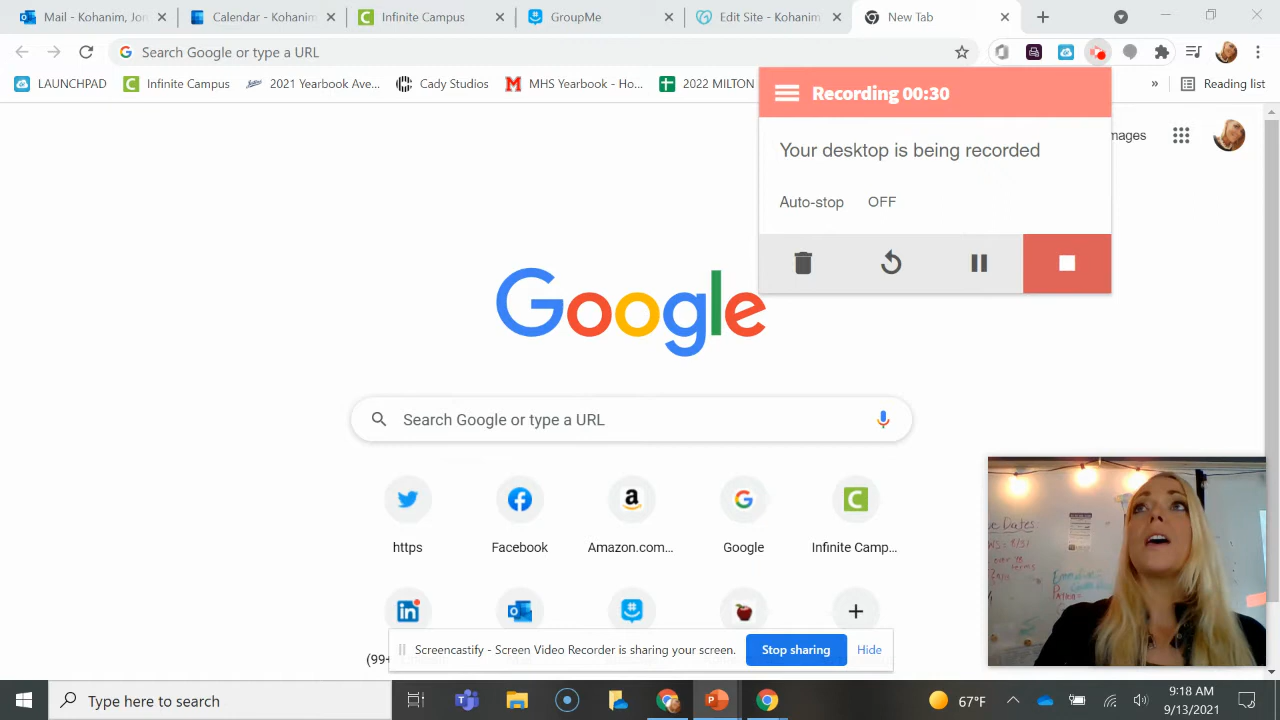 Mail - Kohanim, Jon
Calendar - Kohanim
Infinite Campus
GroupMe
Edit Site - Kohanim
New Tab
Search Google or type a URL
LAUNCHPAD
Infinite Campus
2021 Yearbook Ave...
Cady Studios
MHS Yearbook - Ho...
2022 MILTON
»
Reading list
Recording 00:30
Your desktop is being recorded
Auto-stop OFF
mages
Google
Search Google or type a URL
https
Facebook
Amazon.com...
Google
Infinite Camp...
(99+
Screencastify - Screen Video Recorder is sharing your screen.
Stop sharing
Hide
Dates:
Type here to search
67°F
9:18 AM
9/13/2021